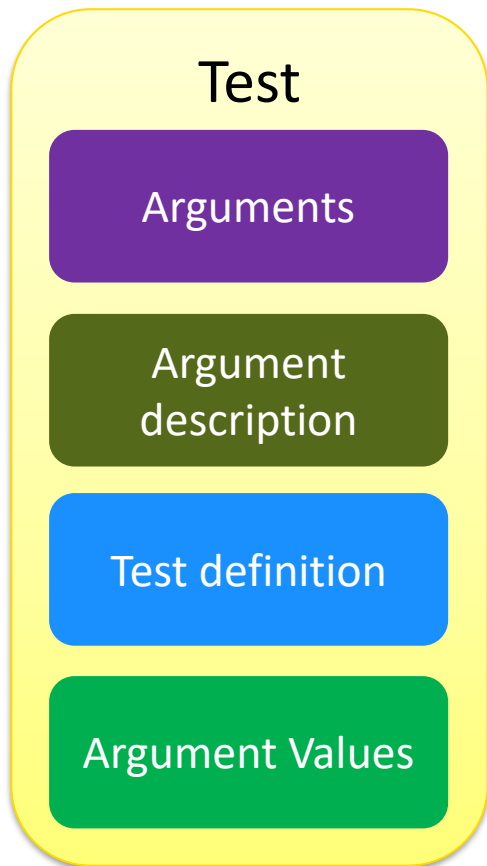 Test
Arguments
Argument
description
Test definition
Argument Values